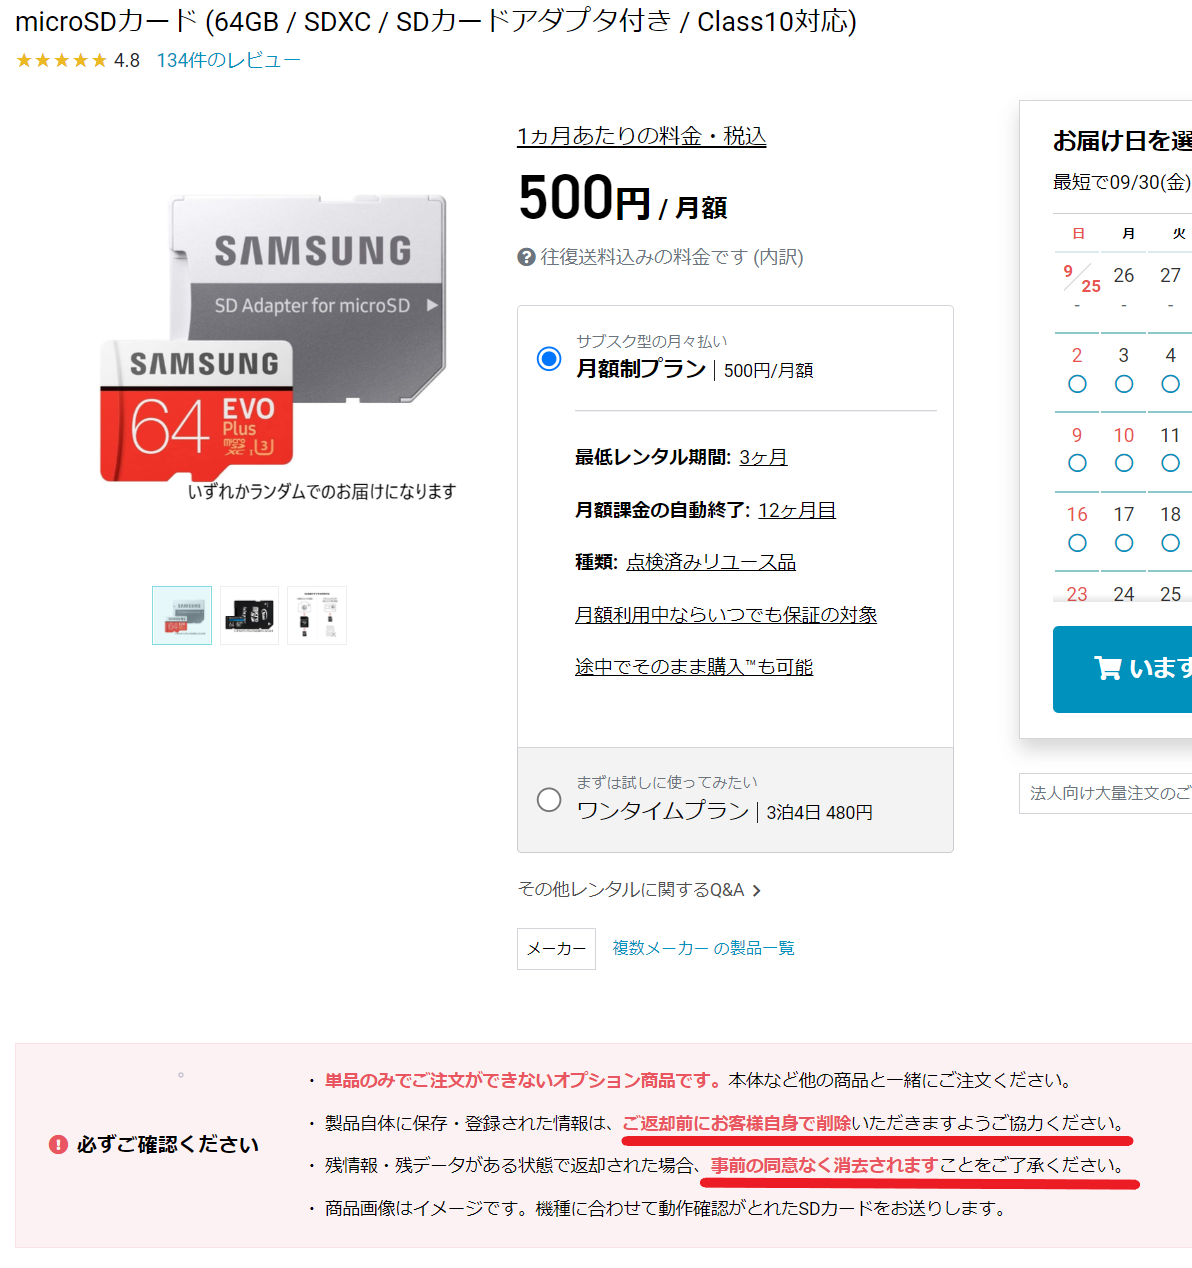 microSDカード (64GB / SDXC / SDカードアダプタ付き / Class10対応)
★★★★★ 4.8 134件のレビュー
SAMSUNG
SD Adapter for microSD ▶
SAMSUNG
64 EVO
Plus
micro
SDXC I U3
いずれかランダムでのお届けになります
1ヵ月あたりの料金・税込
500円 / 月額
往復送料込みの料金です (内訳)
サブスク型の月々払い
月額制プラン | 500円/月額
最低レンタル期間: 3ヶ月
月額課金の自動終了: 12ヶ月目
種類: 点検済みリユース品
月額利用中ならいつでも保証の対象
途中でそのまま購入™も可能
まずは試しに使ってみたい
ワンタイムプラン | 3泊4日 480円
その他レンタルに関するQ&A
メーカー 複数メーカー の製品一覧
お届け日を選
最短で09/30(金)
日 月 火
9/25 26 27
- - -
2 3 4
○ ○ ○
9 10 11
○ ○ ○
16 17 18
○ ○ ○
23 24 25
います
法人向け大量注文のご
必ずご確認ください
・ 単品のみでご注文ができないオプション商品です。本体など他の商品と一緒にご注文ください。
・ 製品自体に保存・登録された情報は、ご返却前にお客様自身で削除いただきますようご協力ください。
・ 残情報・残データがある状態で返却された場合、事前の同意なく消去されますことをご了承ください。
・ 商品画像はイメージです。機種に合わせて動作確認がとれたSDカードをお送りします。